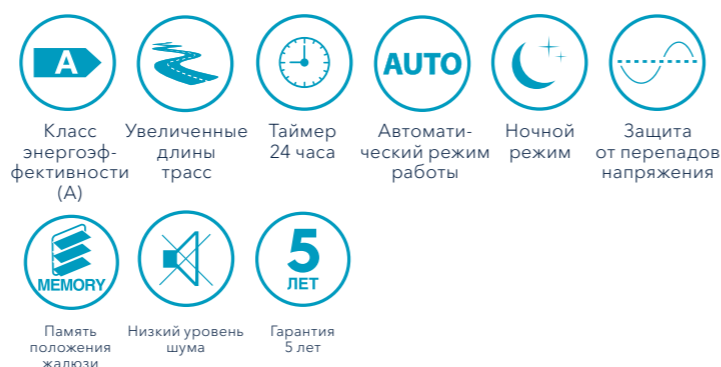 A
AUTO
Класс
энергоэф-
фективности
(A)
Увеличенные
длины
трасс
Таймер
24 часа
Автомати-
ческий режим
работы
Ночной
режим
Защита
от перепадов
напряжения
MEMORY
5
ЛЕТ
Память
положения
жалюзи
Низкий уровень
шума
Гарантия
5 лет